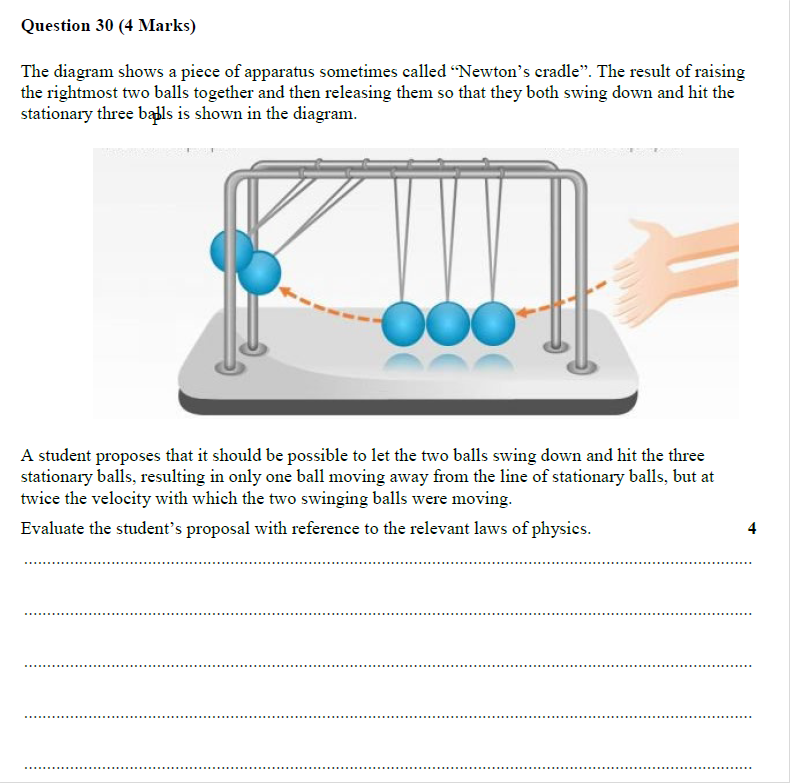 Question 30 (4 Marks)
The diagram shows a piece of apparatus sometimes called “Newton’s cradle”. The result of raising
the rightmost two balls together and then releasing them so that they both swing down and hit the
stationary three balls is shown in the diagram.
A student proposes that it should be possible to let the two balls swing down and hit the three
stationary balls, resulting in only one ball moving away from the line of stationary balls, but at
twice the velocity with which the two swinging balls were moving.
Evaluate the student’s proposal with reference to the relevant laws of physics. 4